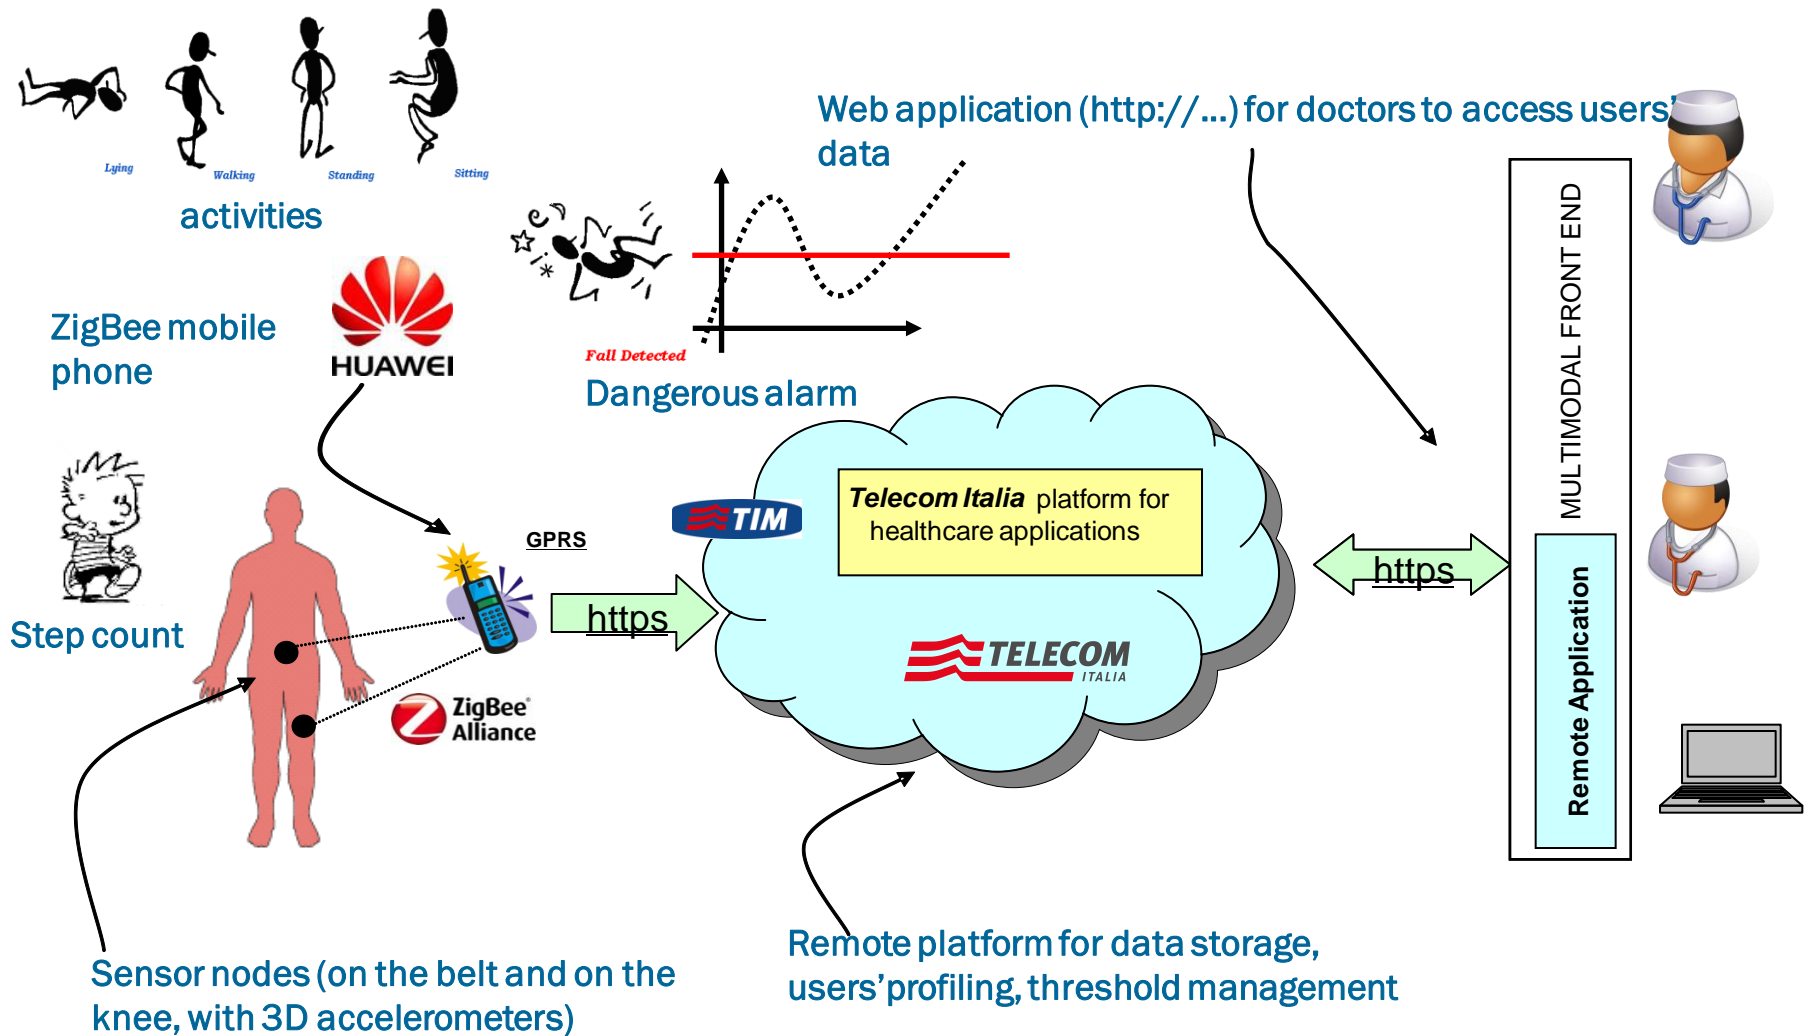 Lying
Walking
Standing
Sitting
activities
Web application (http://...) for doctors to access users'
data
ZigBee mobile
phone
HUAWEI
Fall Detected
Dangerous alarm
MULTIMODAL FRONT END
Remote Application
Telecom Italia platform for
healthcare applications
TIM
GPRS
https
https
Step count
TELECOM
ITALIA
ZigBee®
Alliance
Remote platform for data storage,
users'profiling, threshold management
Sensor nodes (on the belt and on the
knee, with 3D accelerometers)